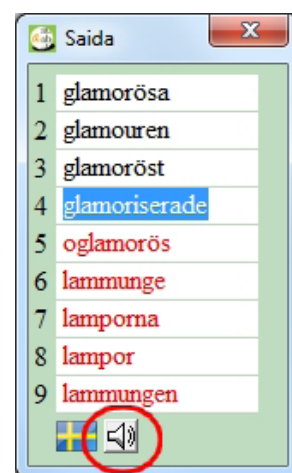 Saida
1 glamorösa
2 glamouren
3 glamoröst
4 glamoriserade
5 oglamorös
6 lammunge
7 lamporna
8 lampor
9 lammungen